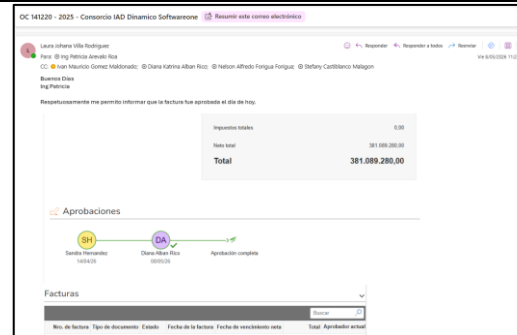 OC 141220 - 2025 - Consorcio IAD Dinamico Softwareone Resumir este correo electrónico
Laura Johana Villa Rodriguez
Responder Responder a todos Reenviar
Para: Ing Patricia Arevalo Roa
CC: Ivan Mauricio Gomez Maldonado; Diana Katrina Alban Rico; Nelson Alfredo Forigua Forigua; Stefany Castiblanco Malagon
Buenos Días
Ing Patricia
Respetuosamente me permito informar que la factura fue aprobada el día de hoy.
Impuestos totales 0,00
Neto total 381.089.280,00
Total 381.089.280,00
Aprobaciones
SH DA
Sandra Hernandez Diana Alban Rico Aprobación completa
14/04/26
Facturas
Buscar
Nro. de factura Tipo de documento Estado Fecha de la factura Fecha de vencimiento neta Total Aprobador actual